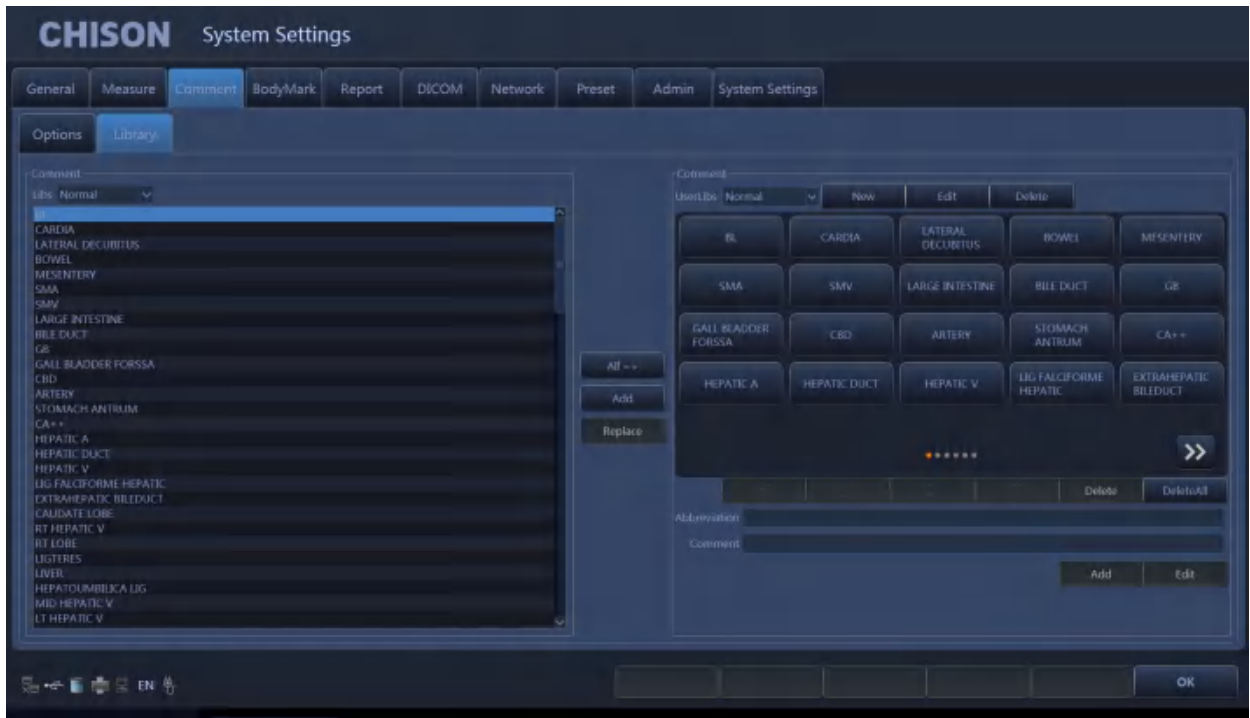 CHISON System Settings
General Measure Comment BodyMark Report DICOM Network Preset Admin System Settings
Options Library
Comment
Libs Normal
BL
CARDIA
LATERAL DECUBITUS
BOWEL
MESENTERY
SMA
SMV
LARGE INTESTINE
BILE DUCT
GB
GALL BLADDER FORSSA
CBD
ARTERY
STOMACH ANTRUM
CA++
HEPATIC A
HEPATIC DUCT
HEPATIC V
LIG FALCIFORME HEPATIC
EXTRAHEPATIC BILEDUCT
CAUDATE LOBE
RT HEPATIC V
RT LOBE
LIGTERES
LIVER
HEPATOUMBILICA LIG
MID HEPATIC V
LT HEPATIC V
All
Add
Replace
Comment
UserLibs Normal New Edit Delete
BL CARDIA LATERAL DECUBITUS BOWEL MESENTERY
SMA SMV LARGE INTESTINE BILE DUCT GB
GALL BLADDER FORSSA CBD ARTERY STOMACH ANTRUM CA++
HEPATIC A HEPATIC DUCT HEPATIC V LIG FALCIFORME HEPATIC EXTRAHEPATIC BILEDUCT
Delete DeleteAll
Abbreviation
Comment
Add Edit
EN
OK